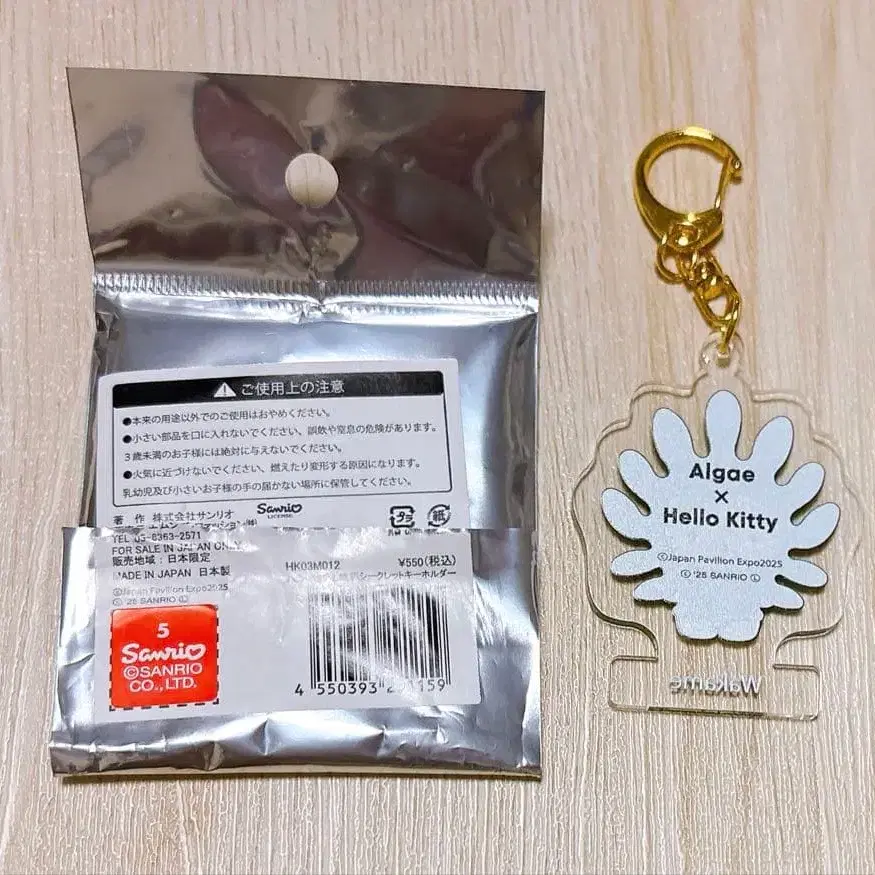 ご使用上の注意
●本来の用途以外でのご使用はおやめください。
●小さい部品を口に入れないでください、誤飲や窒息の危険があります。
3歳未満のお子様には絶対に与えないでください。
●火気に近づけないでください、燃えたり変形する原因になります。
乳幼児及び小さいお子様の手の届かない場所に保管してください。
著 作 株式会社サンリオ
Sanrio
LICENSE
プラ
紙
TEL 03-6363-2571
FOR SALE IN JAPAN ONLY
販売地域:日本限定
MADE IN JAPAN 日本製
©Japan Pavilion Expo2025
© '25 SANRIO Ⓛ
HK03M012 ¥550(税込)
シークレットキーホルダー
5
Sanrio
©SANRIO
CO.,LTD.
Algae
×
Hello Kitty
©Japan Pavilion Expo2025
© '25 SANRIO Ⓛ
Wakame